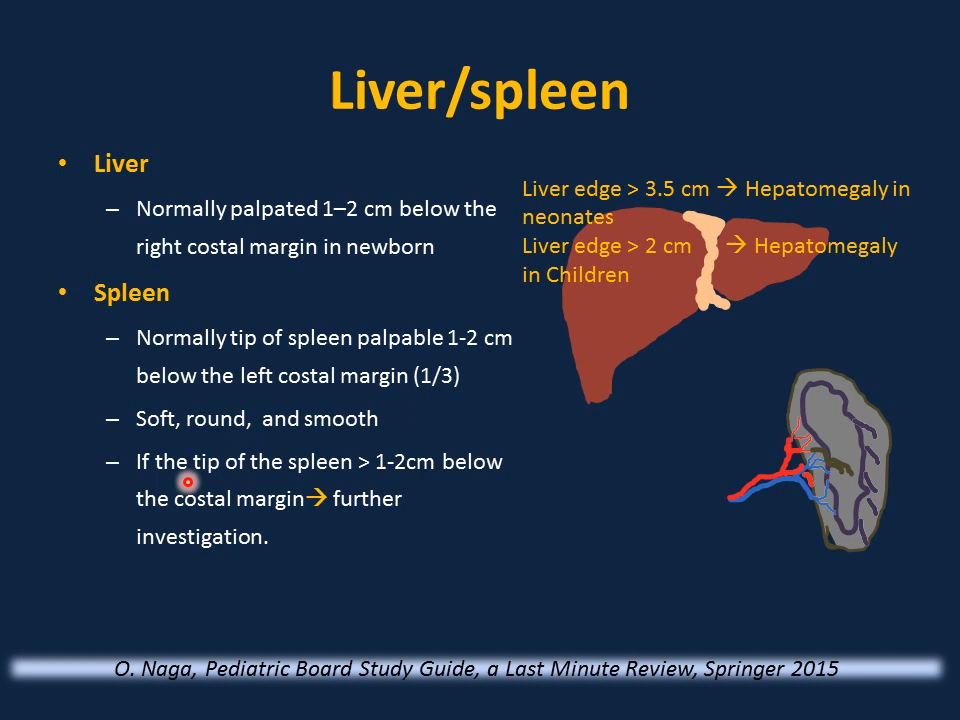 Liver/spleen
• Liver
– Normally palpated 1–2 cm below the
right costal margin in newborn
• Spleen
– Normally tip of spleen palpable 1-2 cm
below the left costal margin (1/3)
– Soft, round, and smooth
– If the tip of the spleen > 1-2cm below
the costal margin→ further
investigation.
Liver edge > 3.5 cm → Hepatomegaly in
neonates
Liver edge > 2 cm → Hepatomegaly
in Children
O. Naga, Pediatric Board Study Guide, a Last Minute Review, Springer 2015